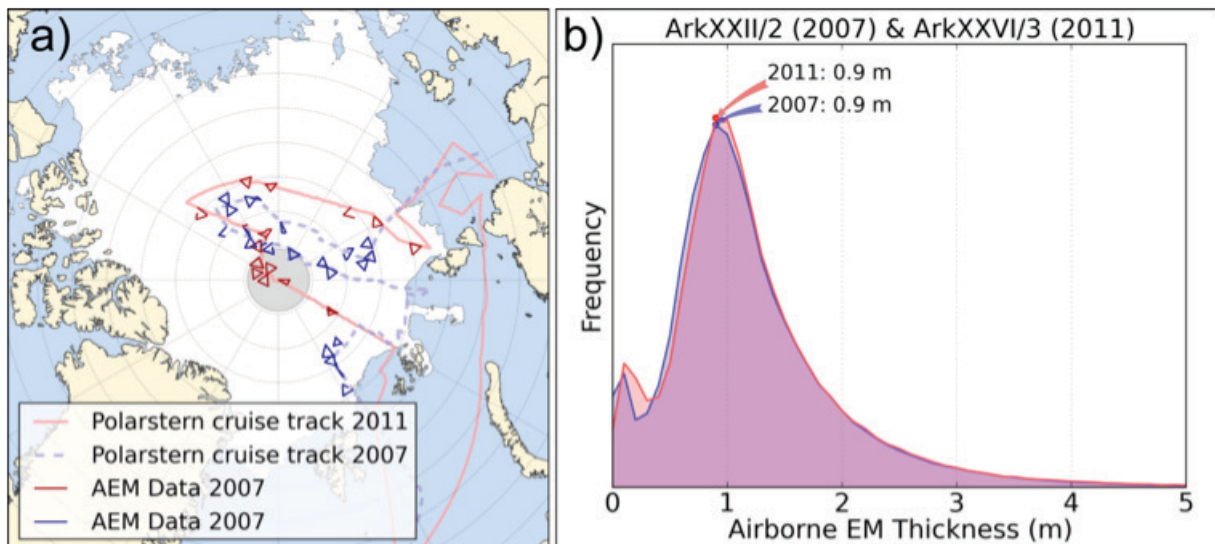 a)
Polarstern cruise track 2011
Polarstern cruise track 2007
AEM Data 2007
AEM Data 2007
b)
ArkXXII/2 (2007) & ArkXXVI/3 (2011)
2011: 0.9 m
2007: 0.9 m
Frequency
0 1 2 3 4 5
Airborne EM Thickness (m)